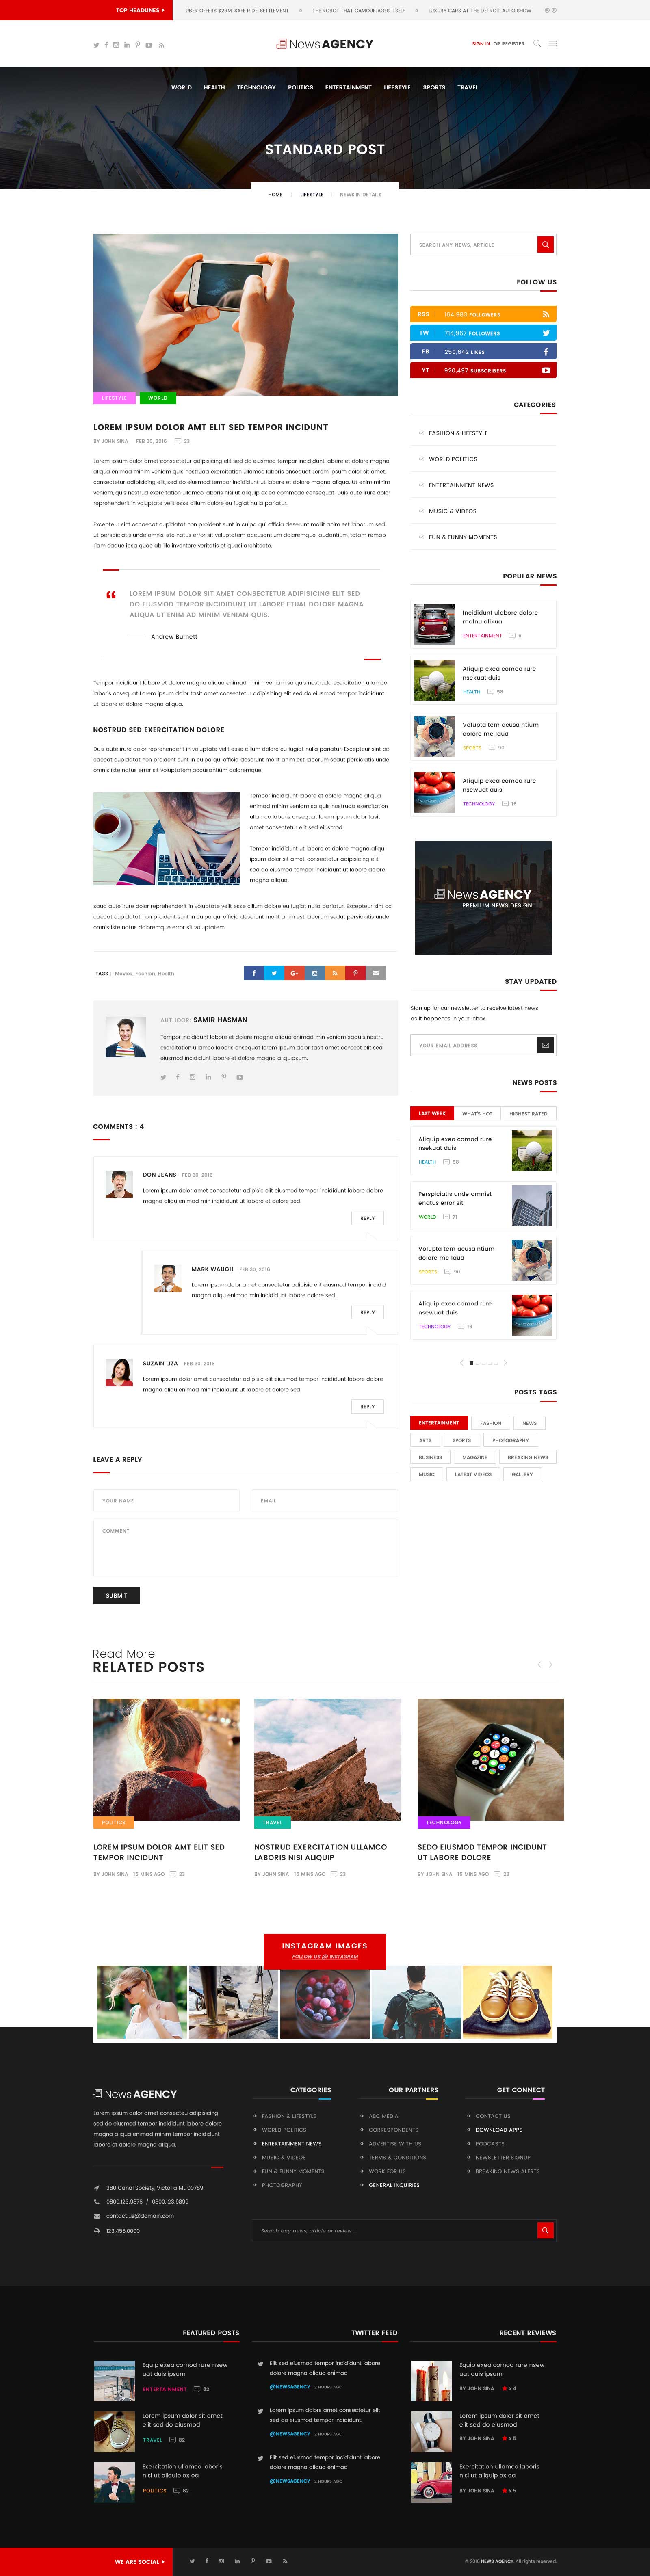 TOP HEADLINES
UBER OFFERS $29M 'SAFE RIDE' SETTLEMENT
THE ROBOT THAT CAMOUFLAGES ITSELF
LUXURY CARS AT THE DETROIT AUTO SHOW
News AGENCY
SIGN IN OR REGISTER
WORLD HEALTH TECHNOLOGY POLITICS ENTERTAINMENT LIFESTYLE SPORTS TRAVEL
STANDARD POST
HOME | LIFESTYLE | NEWS IN DETAILS
LIFESTYLE WORLD
LOREM IPSUM DOLOR AMT ELIT SED TEMPOR INCIDUNT
BY JOHN SINA FEB 30, 2016 23
Lorem ipsum dolor amet consectetur adipisicing elit sed do eiusmod tempor incididunt labore et dolore magna
aliqua enimad minim veniam quis nostruda exercitation ullamco laboris onsequat Lorem ipsum dolor sit amet,
consectetur adipisicing elit, sed do eiusmod tempor incididunt ut labore et dolore magna aliqua. Ut enim minim
veniam, quis nostrud exercitation ullamco laboris nisi ut aliquip ex ea commodo consequat. Duis aute irure dolor
reprehenderit in voluptate velit esse cillum dolore eu fugiat nulla pariatur.
Excepteur sint occaecat cupidatat non proident sunt in culpa qui officia deserunt mollit anim est laborum sed
ut perspiciatis unde omnis iste natus error sit voluptatem accusantium doloremque laudantium, totam remap
riam eaque ipsa quae ab illo inventore veritatis et quasi architecto.
LOREM IPSUM DOLOR SIT AMET CONSECTETUR ADIPISICING ELIT SED
DO EIUSMOD TEMPOR INCIDIDUNT UT LABORE ETUAL DOLORE MAGNA
ALIQUA UT ENIM AD MINIM VENIAM QUIS.
Andrew Burnett
Tempor incididunt labore et dolore magna aliqua enimad minim veniam sa quis nostruda exercitation ullamco
laboris onsequat Lorem ipsum dolor tasit amet consectetur adipisicing elit sed do eiusmod tempor incididunt
ut labore et dolore magna aliqua.
NOSTRUD SED EXERCITATION DOLORE
Duis aute irure dolor reprehenderit in voluptate velit esse cillum dolore eu fugiat nulla pariatur. Excepteur sint oc
caecat cupidatat non proident sunt in culpa qui officia deserunt mollit anim est laborum sedut perspiciatis unde
omnis iste natus error sit voluptatem accusantium doloremque.
Tempor incididunt labore et dolore magna aliqua
enimad minim veniam sa quis nostruda exercitation
ullamco laboris onsequat lorem ipsum dolor tasit
amet consectetur elit sed eiusmod.
Tempor incididunt ut labore et dolore magna aliqu
ipsum dolor sit amet, consectetur adipisicing elit
sed do eiusmod tempor incididunt ut labore dolore
magna aliqua.
ssud aute irure dolor reprehenderit in voluptate velit esse cillum dolore eu fugiat nulla pariatur. Excepteur sint oc
caecat cupidatat non proident sunt in culpa qui officia deserunt mollit anim est laborum sedut perspiciatis unde
omnis iste natus doloremque error sit voluptatem.
TAGS : Movies, Fashion, Health
AUTHOOR: SAMIR HASMAN
Tempor incididunt labore et dolore magna aliqua enimad minim veniam saquis nostru
exercitation ullamco laboris onsequat lorem ipsum dolor tasit amet consect elit sed
eiusmod incididunt labore et dolore magna aliquipsum.
COMMENTS : 4
DON JEANS FEB 30, 2016
Lorem ipsum dolor amet consectetur adipisic elit eiusmod tempor incididunt labore dolore
magna aliqu enimad min incididunt ut labore et dolore sed.
REPLY
MARK WAUGH FEB 30, 2016
Lorem ipsum dolor amet consectetur adipisic elit eiusmod tempor incidid
magna aliqu enimad min incididunt labore dolore sed.
REPLY
SUZAIN LIZA FEB 30, 2016
Lorem ipsum dolor amet consectetur adipisic elit eiusmod tempor incididunt labore dolore
magna aliqu enimad min incididunt ut labore et dolore sed.
REPLY
LEAVE A REPLY
YOUR NAME EMAIL
COMMENT
SUBMIT
SEARCH ANY NEWS, ARTICLE
FOLLOW US
RSS 164,983 FOLLOWERS
TW 714,967 FOLLOWERS
FB 250,642 LIKES
YT 920,497 SUBSCRIBERS
CATEGORIES
FASHION & LIFESTYLE
WORLD POLITICS
ENTERTAINMENT NEWS
MUSIC & VIDEOS
FUN & FUNNY MOMENTS
POPULAR NEWS
Incididunt ulabore dolore
malnu alikua
ENTERTAINMENT 6
Aliquip exea comod rure
nsekuat duis
HEALTH 58
Volupta tem acusa ntium
dolore me laud
SPORTS 90
Aliquip exea comod rure
nsewuat duis
TECHNOLOGY 16
News AGENCY
PREMIUM NEWS DESIGN
STAY UPDATED
Sign up for our newsletter to receive latest news
as it happenes in your inbox.
YOUR EMAIL ADDRESS
NEWS POSTS
LAST WEEK WHAT'S HOT HIGHEST RATED
Aliquip exea comod rure
nsekuat duis
HEALTH 58
Perspiciatis unde omnist
enatus error sit
WORLD 71
Volupta tem acusa ntium
dolore me laud
SPORTS 90
Aliquip exea comod rure
nsewuat duis
TECHNOLOGY 16
POSTS TAGS
ENTERTAINMENT FASHION NEWS
ARTS SPORTS PHOTOGRAPHY
BUSINESS MAGAZINE BREAKING NEWS
MUSIC LATEST VIDEOS GALLERY
Read More
RELATED POSTS
POLITICS
LOREM IPSUM DOLOR AMT ELIT SED
TEMPOR INCIDUNT
BY JOHN SINA 15 MINS AGO 23
TRAVEL
NOSTRUD EXERCITATION ULLAMCO
LABORIS NISI ALIQUIP
BY JOHN SINA 15 MINS AGO 23
TECHNOLOGY
SEDO EIUSMOD TEMPOR INCIDUNT
UT LABORE DOLORE
BY JOHN SINA 15 MINS AGO 23
INSTAGRAM IMAGES
FOLLOW US @ INSTAGRAM
News AGENCY
Lorem ipsum dolor amet consecteu adipisicing
sed do eiusmod tempor incididunt labore dolore
magna aliqua enimad minim tempor incididunt
labore et dolore magna aliqua.
380 Canal Society, Victoria ML 00789
0800.123.9876 / 0800.123.9899
contact.us@domain.com
123.456.0000
CATEGORIES
FASHION & LIFESTYLE
WORLD POLITICS
ENTERTAINMENT NEWS
MUSIC & VIDEOS
FUN & FUNNY MOMENTS
PHOTOGRAPHY
OUR PARTNERS
ABC MEDIA
CORRESPONDENTS
ADVERTISE WITH US
TERMS & CONDITIONS
WORK FOR US
GENERAL INQUIRIES
GET CONNECT
CONTACT US
DOWNLOAD APPS
PODCASTS
NEWSLETTER SIGNUP
BREAKING NEWS ALERTS
Search any news, article or review ...
FEATURED POSTS
Equip exea comod rure nsew
uat duis ipsum
ENTERTAINMENT 82
Lorem ipsum dolor sit amet
elit sed do eiusmod
TRAVEL 82
Exercitation ullamca laboris
nisi ut aliquip ex ea
POLITICS 82
TWITTER FEED
Elit sed eiusmod tempor incididunt labore
dolore magna aliqua enimad
@NEWSAGENCY 2 HOURS AGO
Lorem ipsum dolors amet consectetur elit
sed do eiusmod tempor incididunt.
@NEWSAGENCY 2 HOURS AGO
Elit sed eiusmod tempor incididunt labore
dolore magna aliqua enimad
@NEWSAGENCY 2 HOURS AGO
RECENT REVIEWS
Equip exea comod rure nsew
uat duis ipsum
BY JOHN SINA x 4
Lorem ipsum dolor sit amet
elit sed do eiusmod
BY JOHN SINA x 5
Exercitation ullamca laboris
nisi ut aliquip ex ea
BY JOHN SINA x 5
WE ARE SOCIAL
© 2015 NEWS AGENCY. All rights reserved.